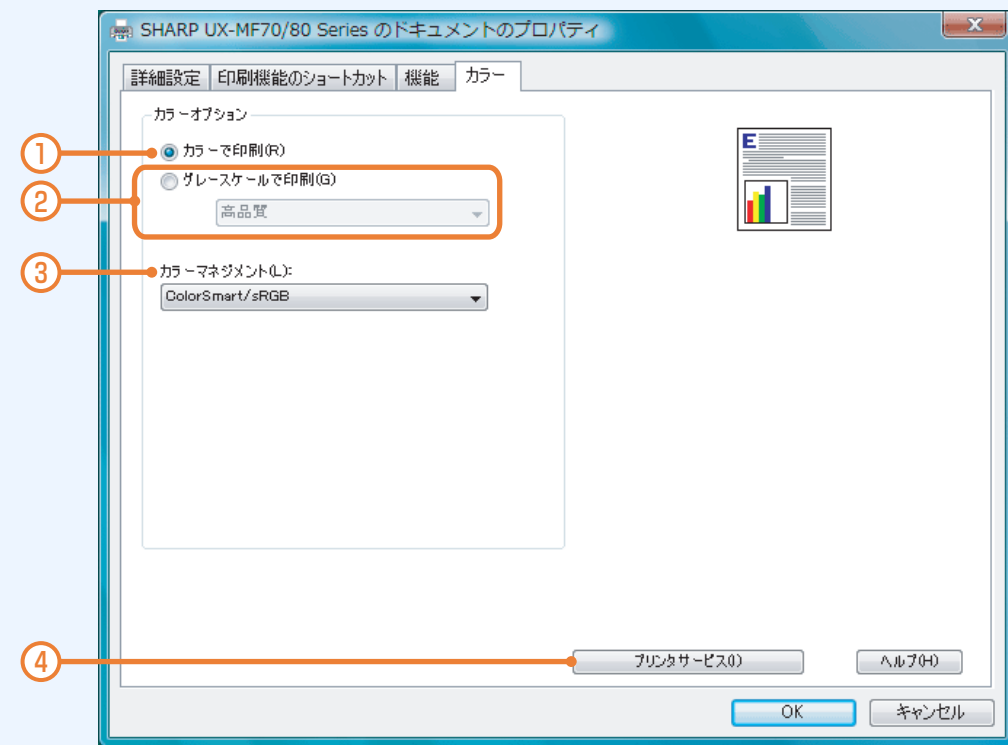 SHARP UX-MF70/80 Series のドキュメントのプロパティ
詳細設定 印刷機能のショートカット 機能 カラー
カラーオプション
① カラーで印刷(R)
② グレースケールで印刷(G)
高品質
③ カラーマネジメント(L):
ColorSmart/sRGB
E
④ プリンタサービス(I) ヘルプ(H)
OK キャンセル